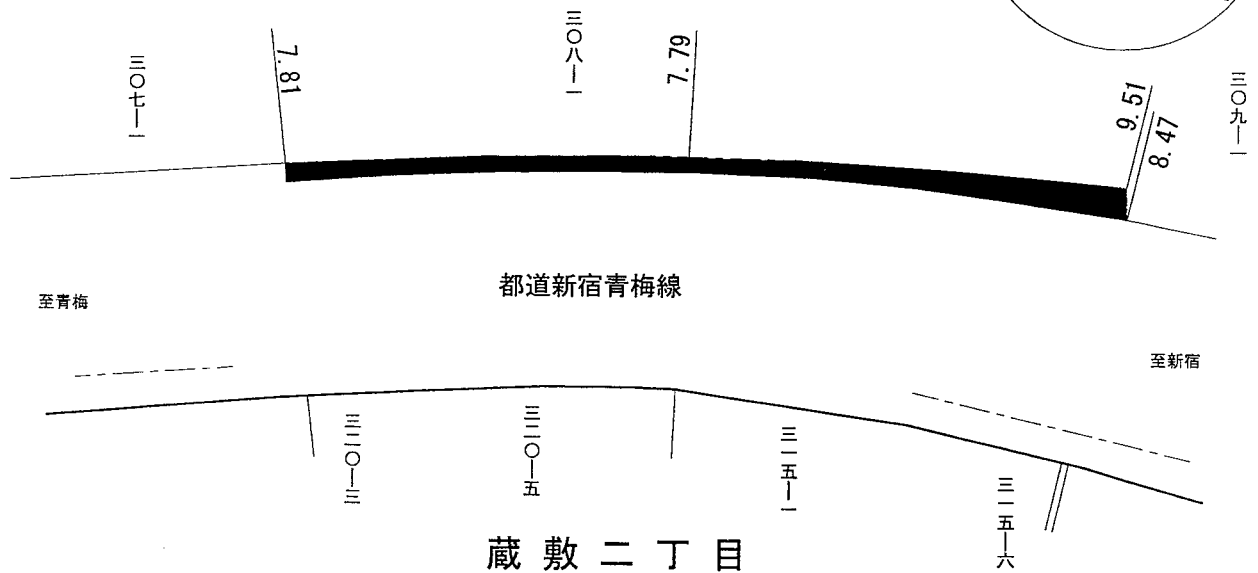 三〇七―一
7.81
三〇八―一
7.79
9.51
8.47
三〇九―一
都道新宿青梅線
至青梅
至新宿
三二〇―三
三二〇―五
三一五―一
三一五―六
蔵敷二丁目